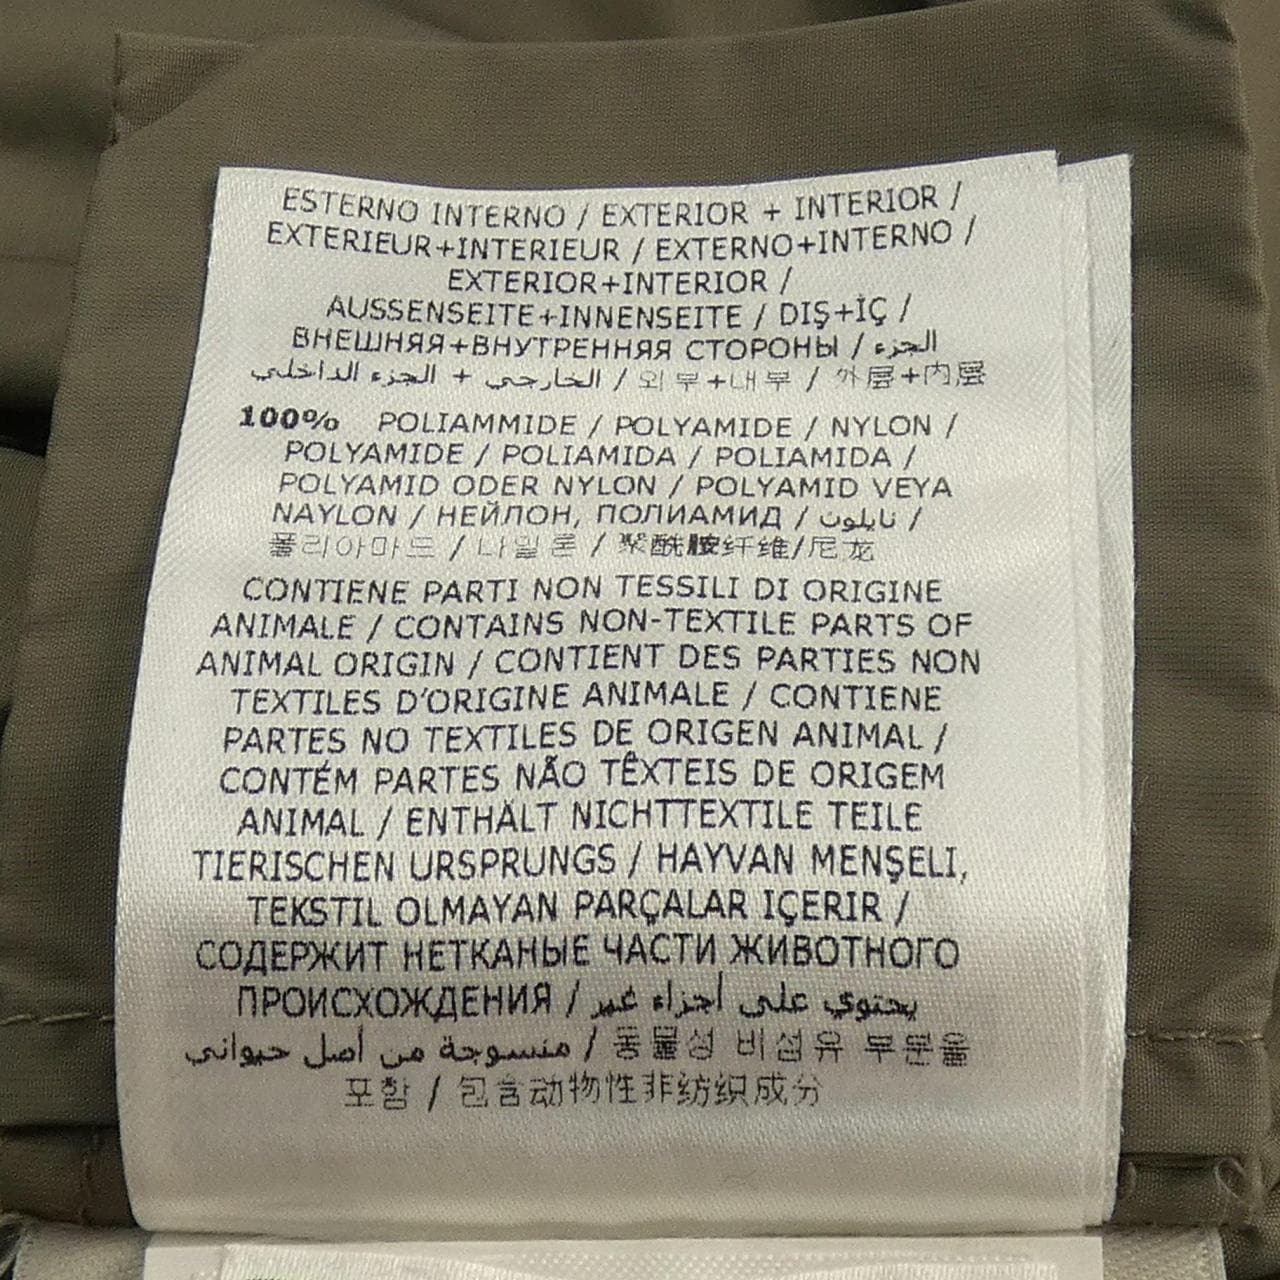 ESTERNO INTERNO / EXTERIOR + INTERIOR /
EXTERIEUR+INTERIEUR / EXTERNO+INTERNO /
EXTERIOR+INTERIOR /
AUSSENSEITE+INNENSEITE / DIŞ+İÇ /
ВНЕШНЯЯ+ВНУТРЕННЯЯ СТОРОНЫ / الجزء
الخارجي + الجزء الداخلي / 외부+내부 / 外层+内层
100% POLIAMMIDE / POLYAMIDE / NYLON /
POLYAMIDE / POLIAMIDA / POLIAMIDA /
POLYAMID ODER NYLON / POLYAMID VEYA
NAYLON / НЕЙЛОН, ПОЛИАМИД / نايلون /
폴리아마드 / 나일론 / 聚酰胺纤维/尼龙
CONTIENE PARTI NON TESSILI DI ORIGINE
ANIMALE / CONTAINS NON-TEXTILE PARTS OF
ANIMAL ORIGIN / CONTIENT DES PARTIES NON
TEXTILES D'ORIGINE ANIMALE / CONTIENE
PARTES NO TEXTILES DE ORIGEN ANIMAL /
CONTÉM PARTES NÃO TÊXTEIS DE ORIGEM
ANIMAL / ENTHÄLT NICHTTEXTILE TEILE
TIERISCHEN URSPRUNGS / HAYVAN MENŞELI,
TEKSTIL OLMAYAN PARÇALAR IÇERIR /
СОДЕРЖИТ НЕТКАНЫЕ ЧАСТИ ЖИВОТНОГО
ПРОИСХОЖДЕНИЯ / يحتوي على أجزاء غير
منسوجة من أصل حيواني / 동물성 비섬유 부분을
포함 / 包含动物性非纺织成分